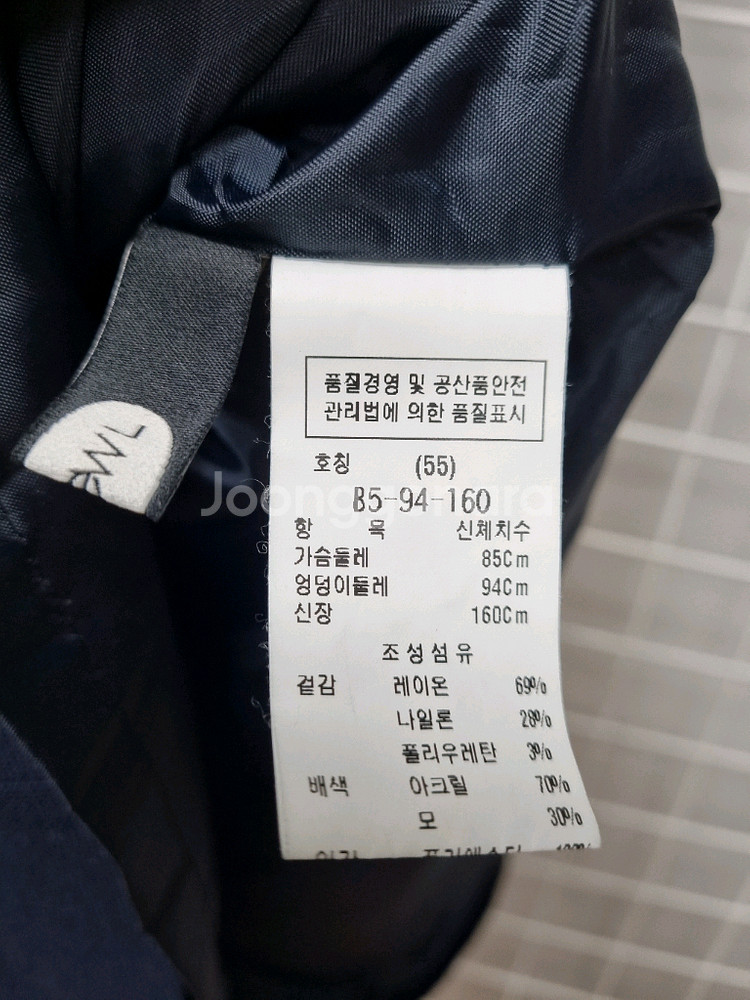 품질경영 및 공산품안전
관리법에 의한 품질표시
호칭 (55)
85-94-160
항 목 신체치수
가슴둘레 85Cm
엉덩이둘레 94Cm
신장 160Cm
조성섬유
겉감 레이온 69%
나일론 28%
폴리우레탄 3%
배색 아크릴 70%
모 30%
Joonggonara